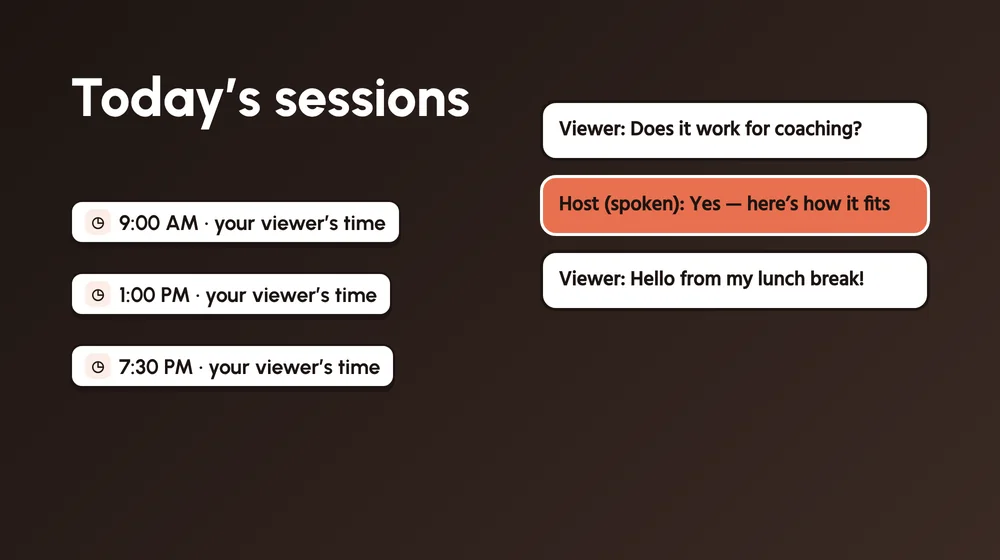 Today’s sessions
9:00 AM · your viewer’s time
1:00 PM · your viewer’s time
7:30 PM · your viewer’s time
Viewer: Does it work for coaching?
Host (spoken): Yes — here’s how it fits
Viewer: Hello from my lunch break!